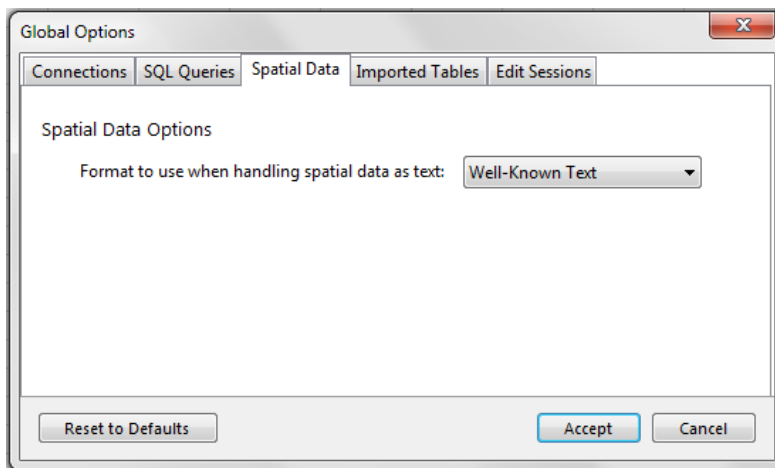 Global Options
Connections SQL Queries Spatial Data Imported Tables Edit Sessions
Spatial Data Options
Format to use when handling spatial data as text: Well-Known Text
Reset to Defaults Accept Cancel